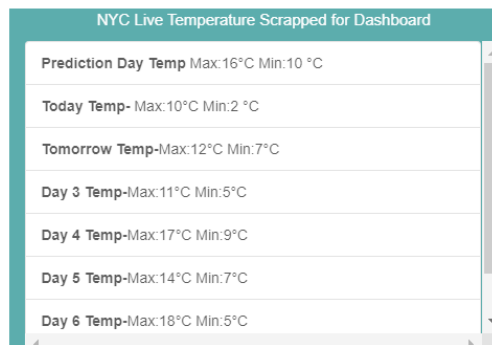 NYC Live Temperature Scrapped for Dashboard
Prediction Day Temp Max:16°C Min:10 °C
Today Temp- Max:10°C Min:2 °C
Tomorrow Temp-Max:12°C Min:7°C
Day 3 Temp-Max:11°C Min:5°C
Day 4 Temp-Max:17°C Min:9°C
Day 5 Temp-Max:14°C Min:7°C
Day 6 Temp-Max:18°C Min:5°C